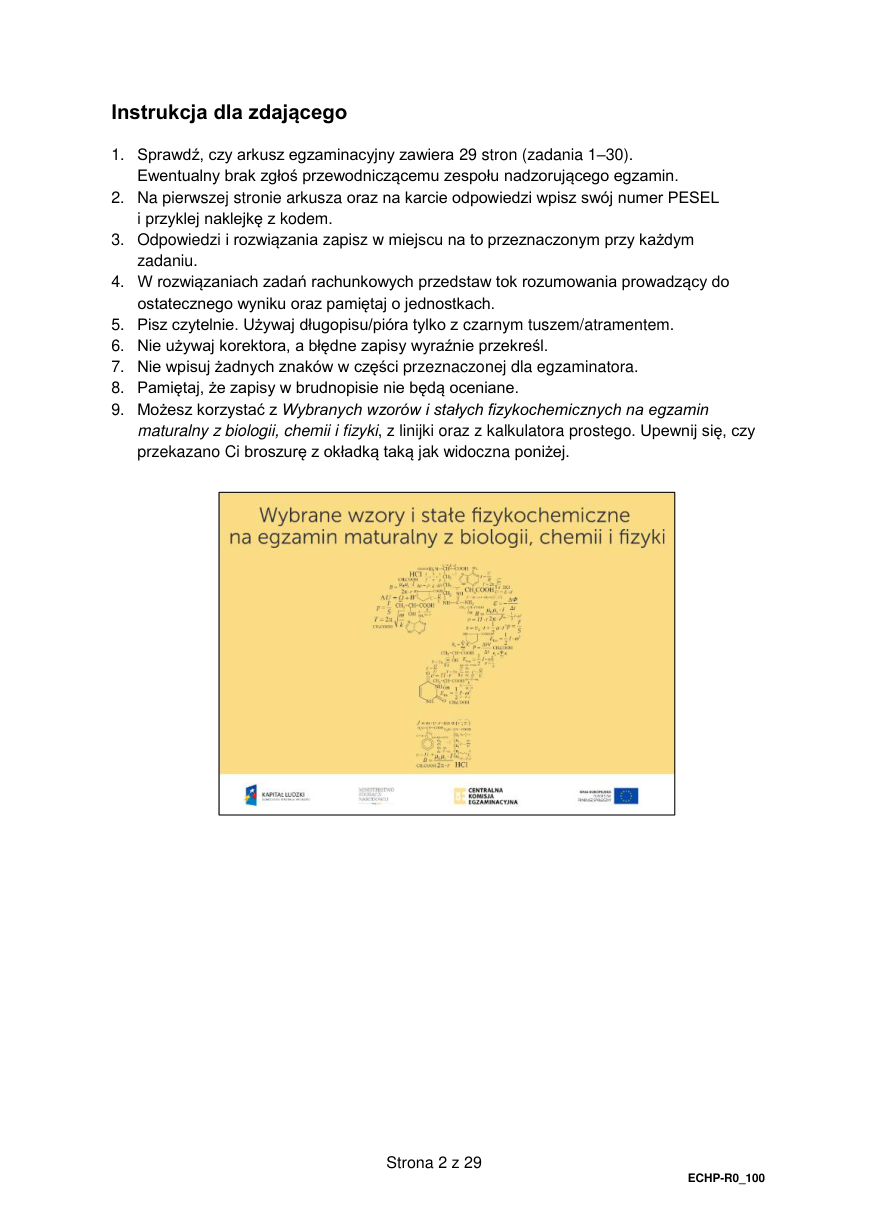 Instrukcja dla zdającego
1. Sprawdź, czy arkusz egzaminacyjny zawiera 29 stron (zadania 1–30).
Ewentualny brak zgłoś przewodniczącemu zespołu nadzorującego egzamin.
2. Na pierwszej stronie arkusza oraz na karcie odpowiedzi wpisz swój numer PESEL
i przyklej naklejkę z kodem.
3. Odpowiedzi i rozwiązania zapisz w miejscu na to przeznaczonym przy każdym
zadaniu.
4. W rozwiązaniach zadań rachunkowych przedstaw tok rozumowania prowadzący do
ostatecznego wyniku oraz pamiętaj o jednostkach.
5. Pisz czytelnie. Używaj długopisu/pióra tylko z czarnym tuszem/atramentem.
6. Nie używaj korektora, a błędne zapisy wyraźnie przekreśl.
7. Nie wpisuj żadnych znaków w części przeznaczonej dla egzaminatora.
8. Pamiętaj, że zapisy w brudnopisie nie będą oceniane.
9. Możesz korzystać z Wybranych wzorów i stałych fizykochemicznych na egzamin
maturalny z biologii, chemii i fizyki, z linijki oraz z kalkulatora prostego. Upewnij się, czy
przekazano Ci broszurę z okładką taką jak widoczna poniżej.
Wybrane wzory i stałe fizykochemiczne
na egzamin maturalny z biologii, chemii i fizyki
HCl
CH₃COOH
HCl
KAPITAŁ LUDZKI
MINISTERSTWO
EDUKACJI
NARODOWEJ
CENTRALNA
KOMISJA
EGZAMINACYJNA
UNIA EUROPEJSKA
Strona 2 z 29
ECHP-R0_100